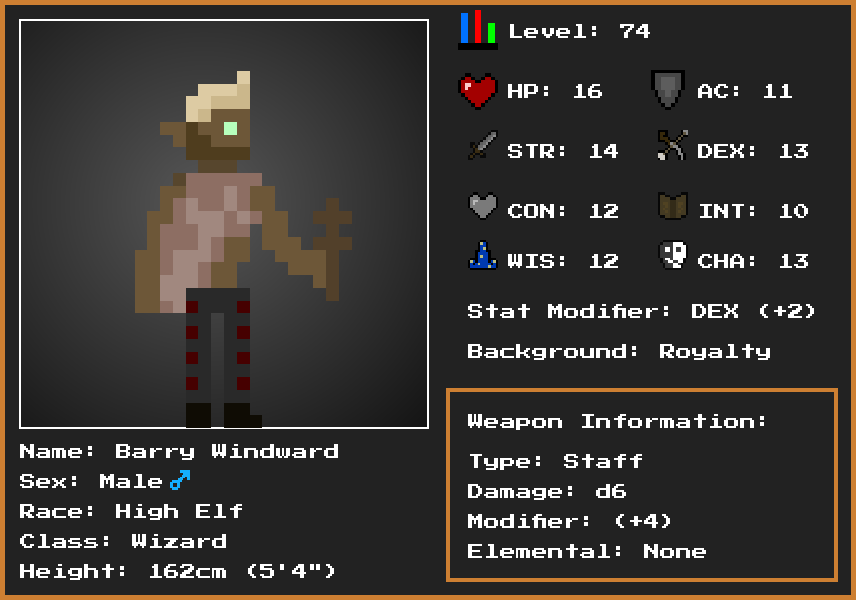 Level: 74
HP: 16
AC: 11
STR: 14
DEX: 13
CON: 12
INT: 10
WIS: 12
CHA: 13
Stat Modifier: DEX (+2)
Background: Royalty
Weapon Information:
Type: Staff
Damage: d6
Modifier: (+4)
Elemental: None
Name: Barry Windward
Sex: Male♂
Race: High Elf
Class: Wizard
Height: 162cm (5'4")